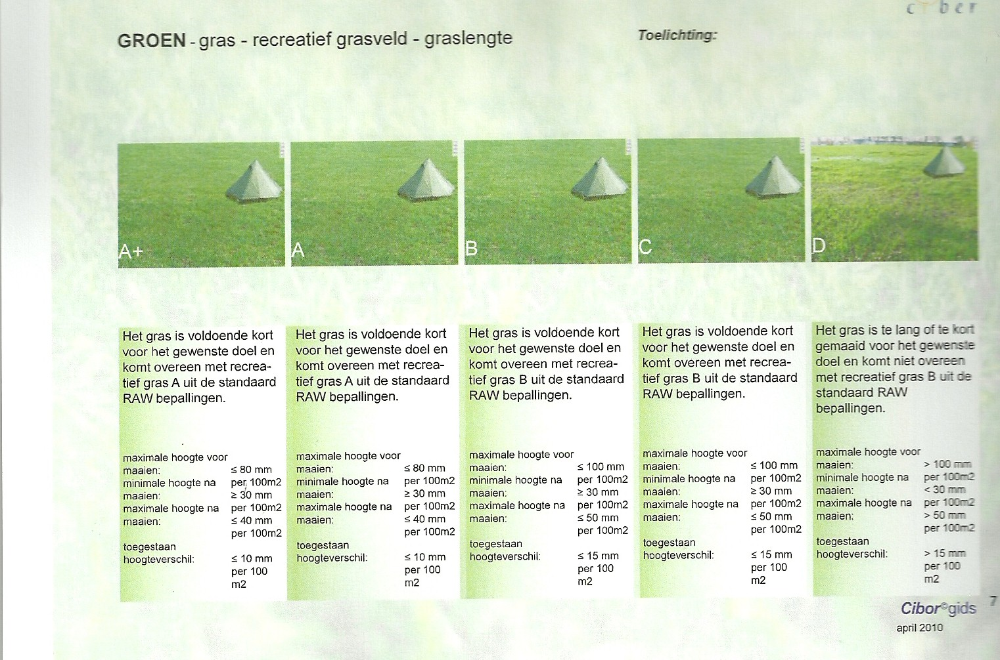 ciber
GROEN - gras - recreatief grasveld - graslengte
Toelichting:
A+
A
B
C
D
Het gras is voldoende kort
voor het gewenste doel en
komt overeen met recrea-
tief gras A uit de standaard
RAW bepallingen.
maximale hoogte voor
maaien: ≤ 80 mm
minimale hoogte na per 100m2
maaien: ≥ 30 mm
maximale hoogte na per 100m2
maaien: ≤ 40 mm
per 100m2
toegestaan
hoogteverschil: ≤ 10 mm
per 100
m2
Het gras is voldoende kort
voor het gewenste doel en
komt overeen met recrea-
tief gras A uit de standaard
RAW bepallingen.
maximale hoogte voor
maaien: ≤ 80 mm
minimale hoogte na per 100m2
maaien: ≥ 30 mm
maximale hoogte na per 100m2
maaien: ≤ 40 mm
per 100m2
toegestaan
hoogteverschil: ≤ 10 mm
per 100
m2
Het gras is voldoende kort
voor het gewenste doel en
komt overeen met recrea-
tief gras B uit de standaard
RAW bepallingen.
maximale hoogte voor
maaien: ≤ 100 mm
minimale hoogte na per 100m2
maaien: ≥ 30 mm
maximale hoogte na per 100m2
maaien: ≤ 50 mm
per 100m2
toegestaan
hoogteverschil: ≤ 15 mm
per 100
m2
Het gras is voldoende kort
voor het gewenste doel en
komt overeen met recrea-
tief gras B uit de standaard
RAW bepallingen.
maximale hoogte voor
maaien: ≤ 100 mm
minimale hoogte na per 100m2
maaien: ≥ 30 mm
maximale hoogte na per 100m2
maaien: ≤ 50 mm
per 100m2
toegestaan
hoogteverschil: ≤ 15 mm
per 100
m2
Het gras is te lang of te kort
gemaaid voor het gewenste
doel en komt niet overeen
met recreatief gras B uit de
standaard RAW
bepallingen.
maximale hoogte voor
maaien: > 100 mm
minimale hoogte na per 100m2
maaien: < 30 mm
maximale hoogte na per 100m2
maaien: > 50 mm
per 100m2
toegestaan
hoogteverschil: > 15 mm
per 100
m2
Cibor©gids
april 2010
7